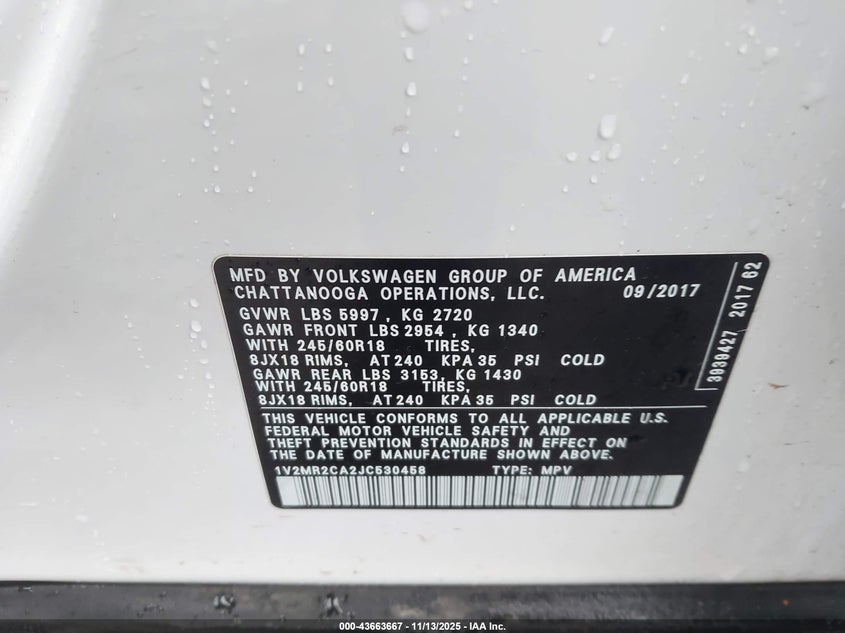 MFD BY VOLKSWAGEN GROUP OF AMERICA
CHATTANOOGA OPERATIONS, LLC. 09/2017
GVWR LBS 5997 , KG 2720
GAWR FRONT LBS 2954 , KG 1340
WITH 245/60R18 TIRES,
8JX18 RIMS, AT 240 KPA 35 PSI COLD
GAWR REAR LBS 3153, KG 1430
WITH 245/60R18 TIRES,
8JX18 RIMS, AT 240 KPA 35 PSI COLD
THIS VEHICLE CONFORMS TO ALL APPLICABLE U.S.
FEDERAL MOTOR VEHICLE SAFETY AND
THEFT PREVENTION STANDARDS IN EFFECT ON
THE DATE OF MANUFACTURE SHOWN ABOVE.
1V2MR2CA2JC530458 TYPE: MPV
3939427 2017 62
000-43663667 - 11/13/2025 - IAA Inc.